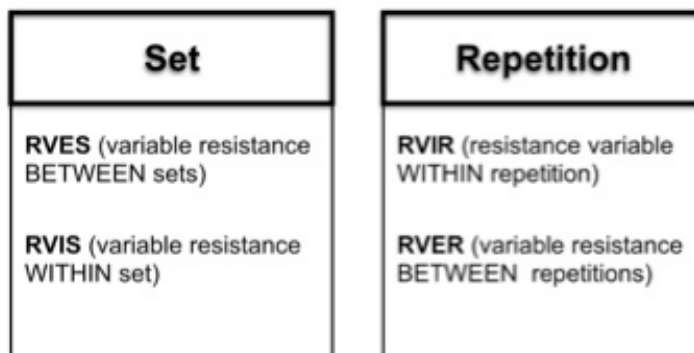 Set
RVES (variable resistance
BETWEEN sets)
RVIS (variable resistance
WITHIN set)
Repetition
RVIR (resistance variable
WITHIN repetition)
RVER (variable resistance
BETWEEN repetitions)